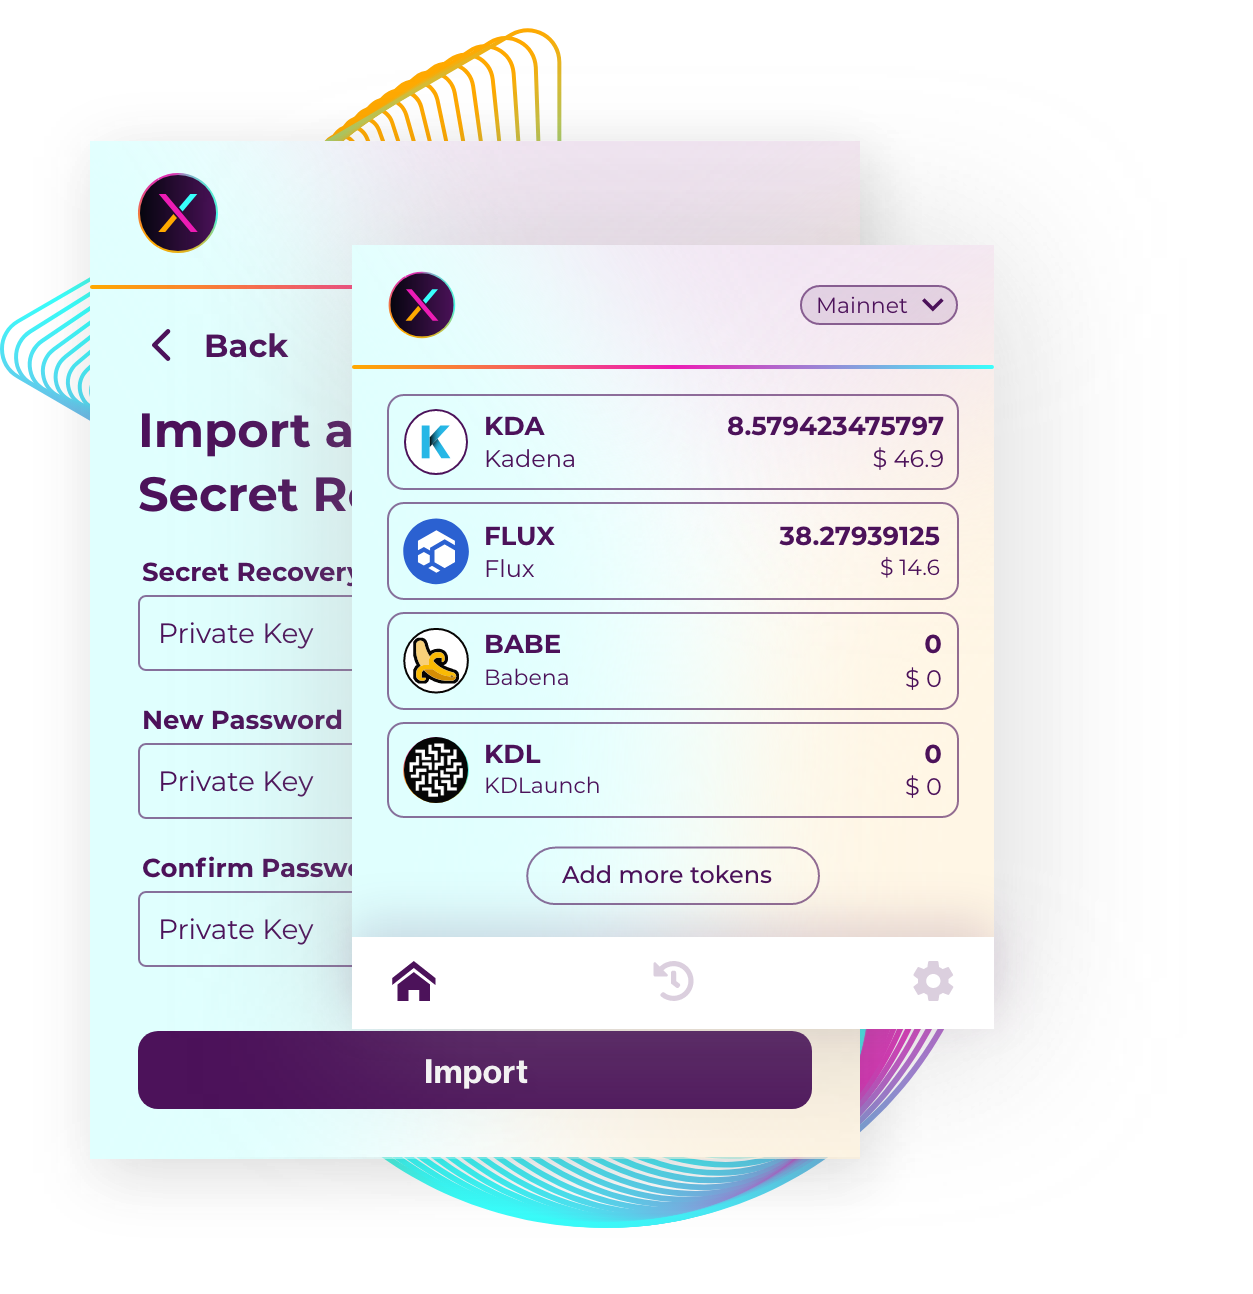 Back
Import a
Secret Re
Secret Recovery
Private Key
New Password
Private Key
Confirm Passwo
Private Key
Import
Mainnet
KDA 8.579423475797
Kadena $ 46.9
FLUX 38.27939125
Flux $ 14.6
BABE 0
Babena $ 0
KDL 0
KDLaunch $ 0
Add more tokens